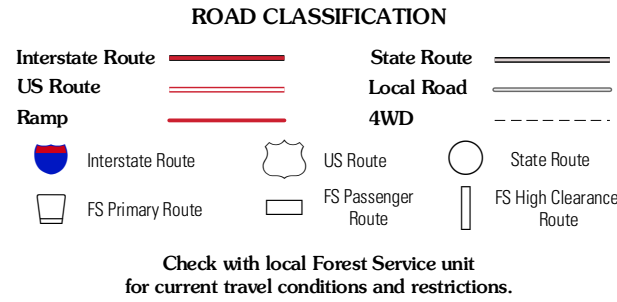 ROAD CLASSIFICATION
Interstate Route
State Route
US Route
Local Road
Ramp
4WD
Interstate Route
US Route
State Route
FS Primary Route
FS Passenger
Route
FS High Clearance
Route
Check with local Forest Service unit
for current travel conditions and restrictions.